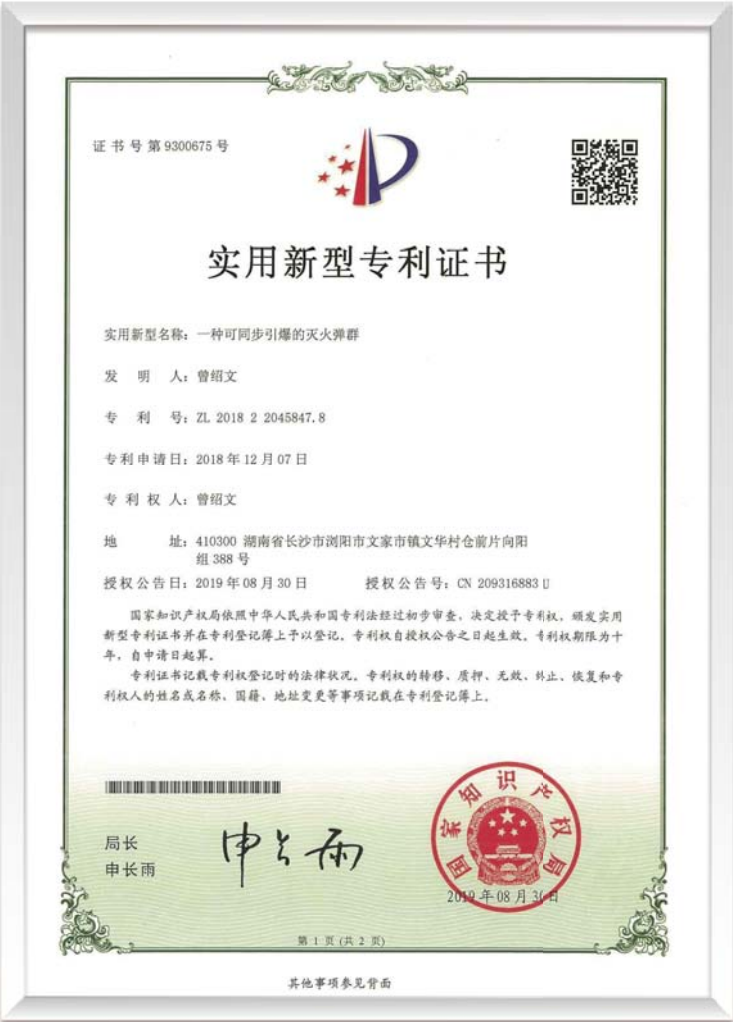 证书号第9300675号
实用新型专利证书
实用新型名称：一种可同步引爆的灭火弹群
发明人：曾绍文
专利号：ZL 2018 2 2045847.8
专利申请日：2018年12月07日
专利权人：曾绍文
地址：410300 湖南省长沙市浏阳市文家市镇文华村仓前片向阳
组388号
授权公告日：2019年08月30日 授权公告号：CN 209316883 U
国家知识产权局依照中华人民共和国专利法经过初步审查，决定授予专利权，颁发实用
新型专利证书并在专利登记簿上予以登记。专利权自授权公告之日起生效。专利权期限为十
年，自申请日起算。
专利证书记载专利权登记时的法律状况。专利权的转移、质押、无效、终止、恢复和专
利权人的姓名或名称、国籍、地址变更等事项记载在专利登记簿上。
局长
申长雨
申长雨
国家知识产权局
2019年08月30日
第 1 页 (共 2 页)
其他事项参见背面